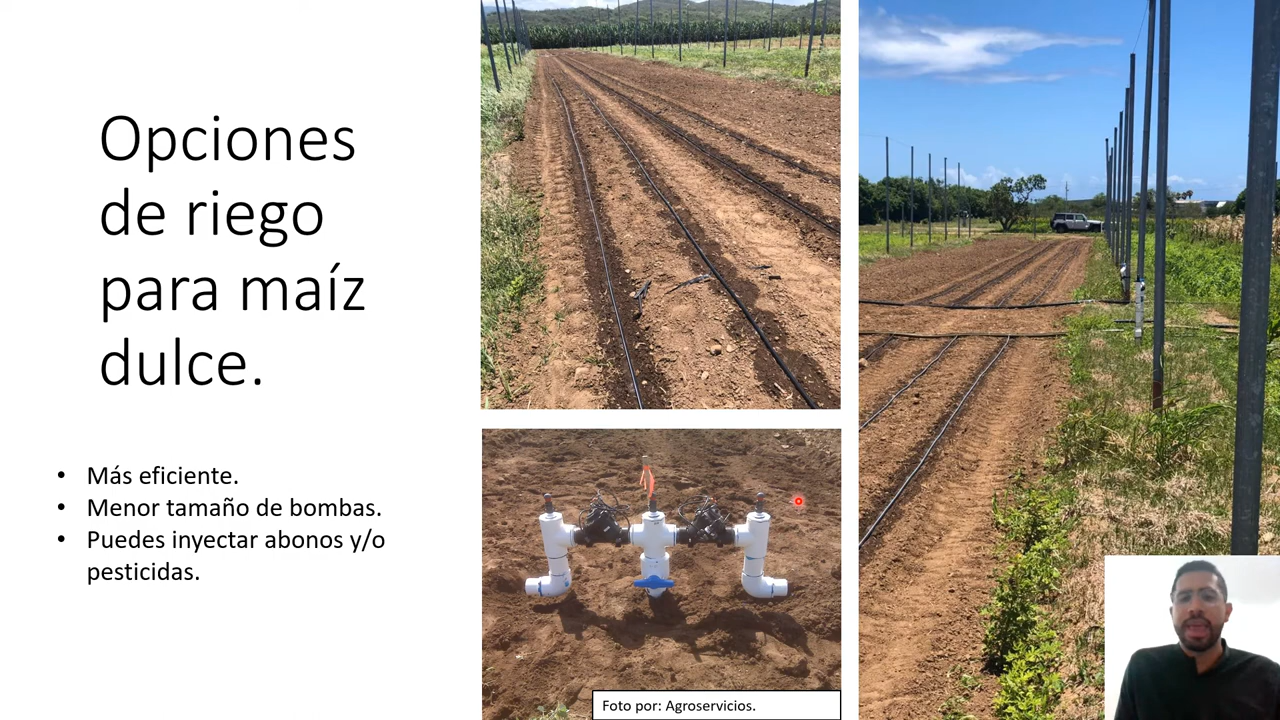 Opciones
de riego
para maíz
dulce.
• Más eficiente.
• Menor tamaño de bombas.
• Puedes inyectar abonos y/o
pesticidas.
Foto por: Agroservicios.